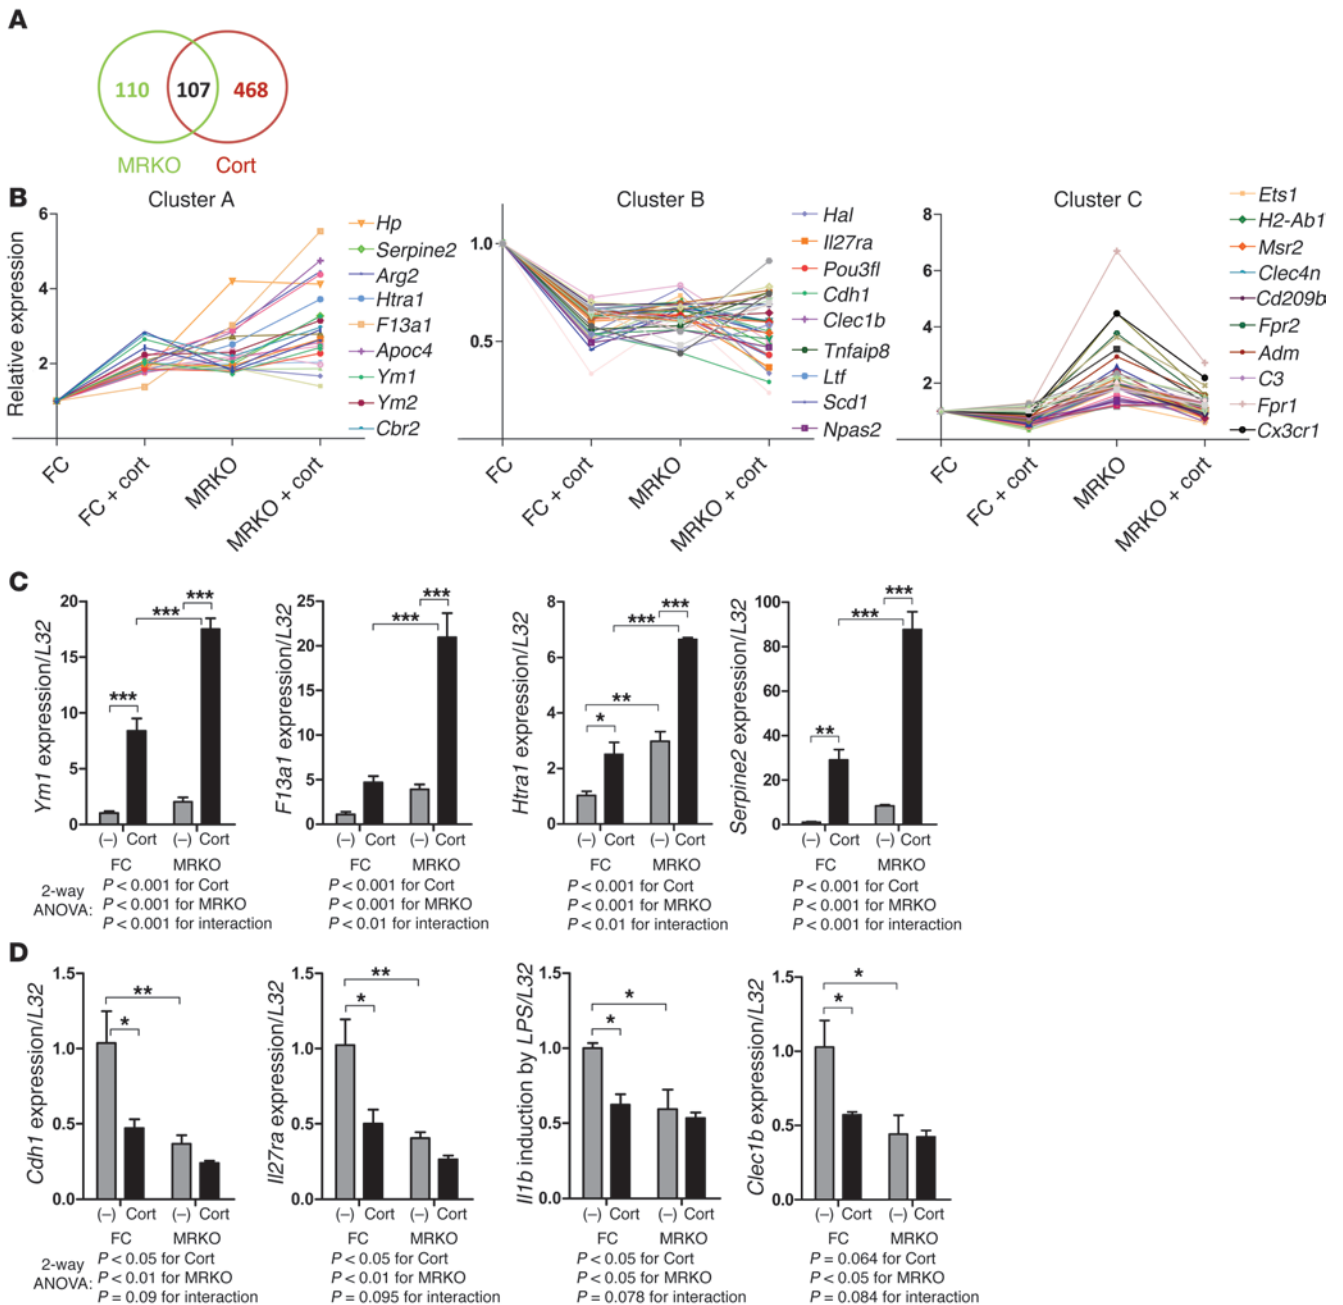 A
110 107 468
MRKO Cort
B
Cluster A
Relative expression
6
4
2
FC
FC + cort
MRKO
MRKO + cort
Hp
Serpine2
Arg2
Htra1
F13a1
Apoc4
Ym1
Ym2
Cbr2
Cluster B
1.0
0.5
FC
FC + cort
MRKO
MRKO + cort
Hal
Il27ra
Pou3fl
Cdh1
Clec1b
Tnfaip8
Ltf
Scd1
Npas2
Cluster C
8
6
4
2
FC
FC + cort
MRKO
MRKO + cort
Ets1
H2-Ab1
Msr2
Clec4n
Cd209b
Fpr2
Adm
C3
Fpr1
Cx3cr1
C
Ym1 expression/L32
20
15
10
5
0
***
***
***
(–) Cort (–) Cort
FC MRKO
F13a1 expression/L32
25
20
15
10
5
0
***
***
(–) Cort (–) Cort
FC MRKO
Htra1 expression/L32
8
6
4
2
0
***
***
**
*
(–) Cort (–) Cort
FC MRKO
Serpine2 expression/L32
100
80
60
40
20
0
***
***
**
(–) Cort (–) Cort
FC MRKO
2-way
ANOVA:
P < 0.001 for Cort
P < 0.001 for MRKO
P < 0.001 for interaction
P < 0.001 for Cort
P < 0.001 for MRKO
P < 0.01 for interaction
P < 0.001 for Cort
P < 0.001 for MRKO
P < 0.01 for interaction
P < 0.001 for Cort
P < 0.001 for MRKO
P < 0.001 for interaction
D
Cdh1 expression/L32
1.5
1.0
0.5
0.0
**
*
(–) Cort (–) Cort
FC MRKO
Il27ra expression/L32
1.5
1.0
0.5
0.0
**
*
(–) Cort (–) Cort
FC MRKO
Il1b induction by LPS/L32
1.5
1.0
0.5
0.0
*
*
(–) Cort (–) Cort
FC MRKO
Clec1b expression/L32
1.5
1.0
0.5
0.0
*
*
(–) Cort (–) Cort
FC MRKO
2-way
ANOVA:
P < 0.05 for Cort
P < 0.01 for MRKO
P = 0.09 for interaction
P < 0.05 for Cort
P < 0.01 for MRKO
P = 0.095 for interaction
P < 0.05 for Cort
P < 0.05 for MRKO
P = 0.078 for interaction
P = 0.064 for Cort
P < 0.05 for MRKO
P = 0.084 for interaction